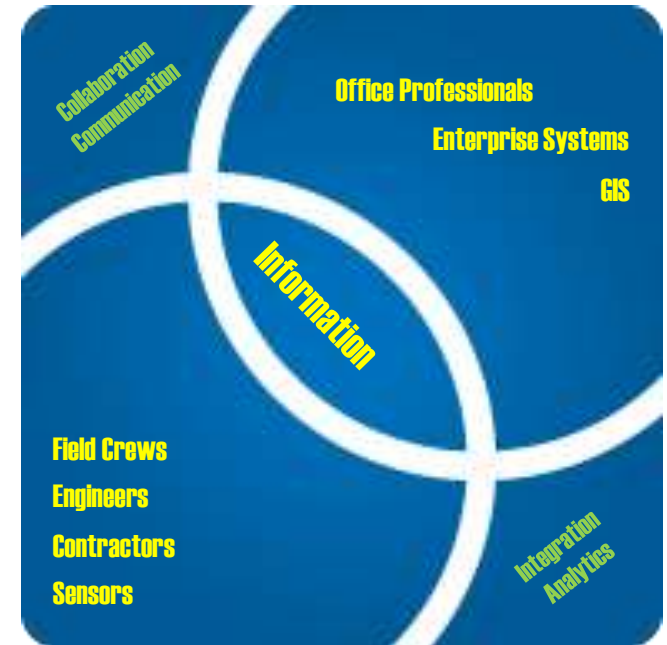 Collaboration
Communication
Office Professionals
Enterprise Systems
GIS
Information
Field Crews
Engineers
Contractors
Sensors
Integration
Analytics